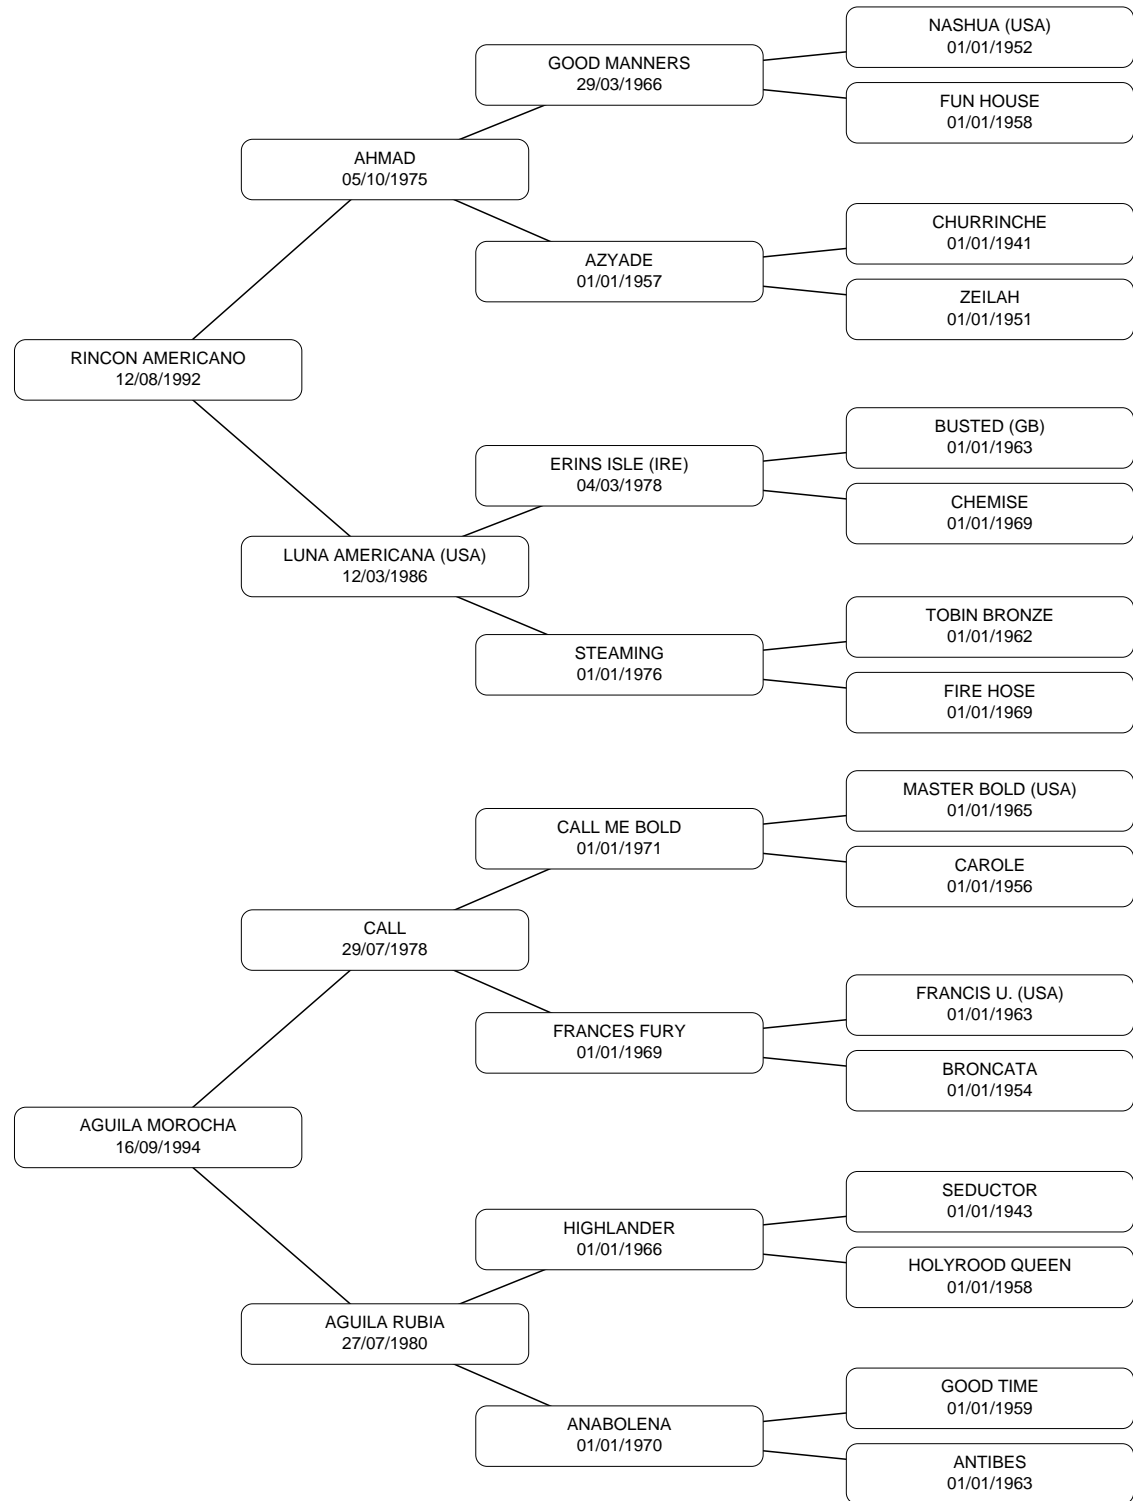 NASHUA (USA)
01/01/1952
GOOD MANNERS
29/03/1966
FUN HOUSE
01/01/1958
AHMAD
05/10/1975
CHURRINCHE
01/01/1941
AZYADE
01/01/1957
ZEILAH
01/01/1951
RINCON AMERICANO
12/08/1992
BUSTED (GB)
01/01/1963
ERINS ISLE (IRE)
04/03/1978
CHEMISE
01/01/1969
LUNA AMERICANA (USA)
12/03/1986
TOBIN BRONZE
01/01/1962
STEAMING
01/01/1976
FIRE HOSE
01/01/1969
MASTER BOLD (USA)
01/01/1965
CALL ME BOLD
01/01/1971
CAROLE
01/01/1956
CALL
29/07/1978
FRANCIS U. (USA)
01/01/1963
FRANCES FURY
01/01/1969
BRONCATA
01/01/1954
AGUILA MOROCHA
16/09/1994
SEDUCTOR
01/01/1943
HIGHLANDER
01/01/1966
HOLYROOD QUEEN
01/01/1958
AGUILA RUBIA
27/07/1980
GOOD TIME
01/01/1959
ANABOLENA
01/01/1970
ANTIBES
01/01/1963